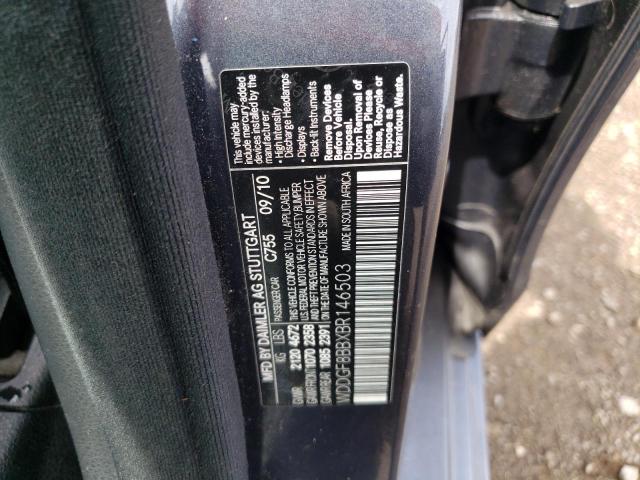 MFD BY DAIMLER AG STUTTGART
PASSENGER CAR C755 09/10
KG LBS
GVWR 2120 4672
GAWR FRONT 1070 2358
GAWR REAR 1085 2391
THIS VEHICLE CONFORMS TO ALL APPLICABLE
U.S. FEDERAL MOTOR VEHICLE SAFETY, BUMPER
AND THEFT PREVENTION STANDARDS IN EFFECT
ON THE DATE OF MANUFACTURE SHOWN ABOVE
WDDGF8BBXBR146503 MADE IN SOUTH AFRICA
This vehicle may
include mercury-added
devices installed by the
manufacturer:
• High Intensity
Discharge Headlamps
• Displays
• Back-lit Instruments
Remove Devices
Before Vehicle
Disposal.
Upon Removal of
Devices Please
Reuse, Recycle or
Dispose as
Hazardous Waste.